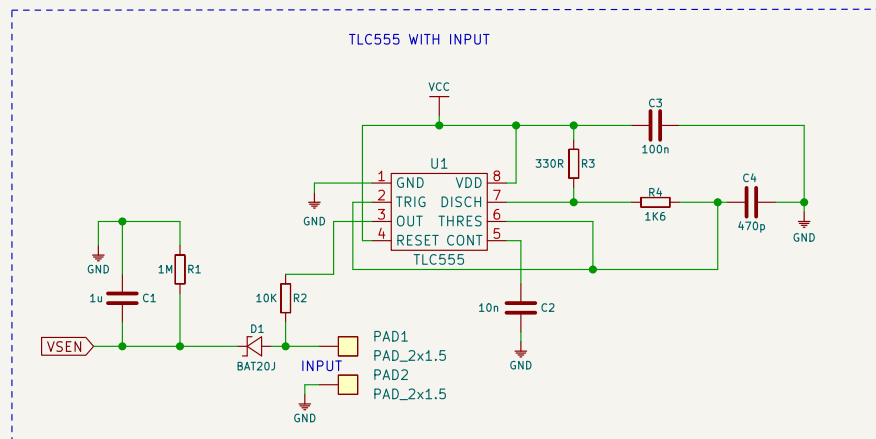 TLC555 WITH INPUT
VCC
C3
100n
U1
330R R3
1 GND VDD 8
2 TRIG DISCH 7
3 OUT THRES 6
4 RESET CONT 5
TLC555
R4
1K6
C4
470p
GND
GND
GND
1M R1
1u C1
10K R2
10n C2
GND
VSEN
D1
BAT20J
PAD1
PAD_2x1.5
INPUT
PAD2
PAD_2x1.5
GND